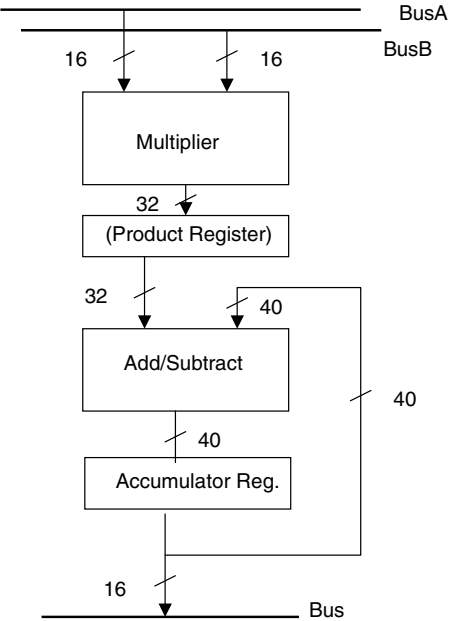 BusA
BusB
16
16
Multiplier
32
(Product Register)
32
40
Add/Subtract
40
40
Accumulator Reg.
16
Bus